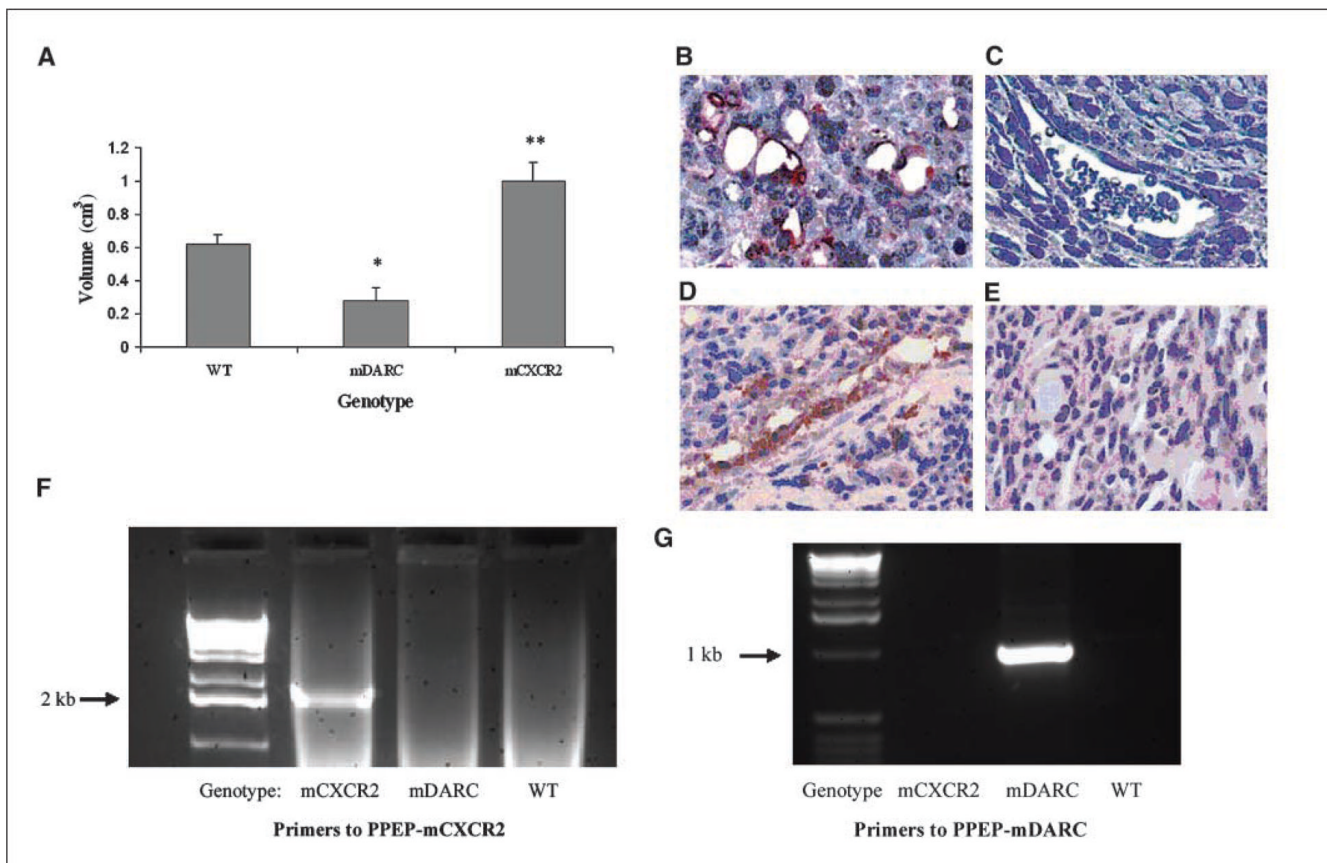 A
Volume (cm³)
1.2
1
0.8
0.6
0.4
0.2
0
*
**
WT mDARC mCXCR2
Genotype
B
C
D
E
F
2 kb
Genotype: mCXCR2 mDARC WT
Primers to PPEP-mCXCR2
G
1 kb
Genotype mCXCR2 mDARC WT
Primers to PPEP-mDARC